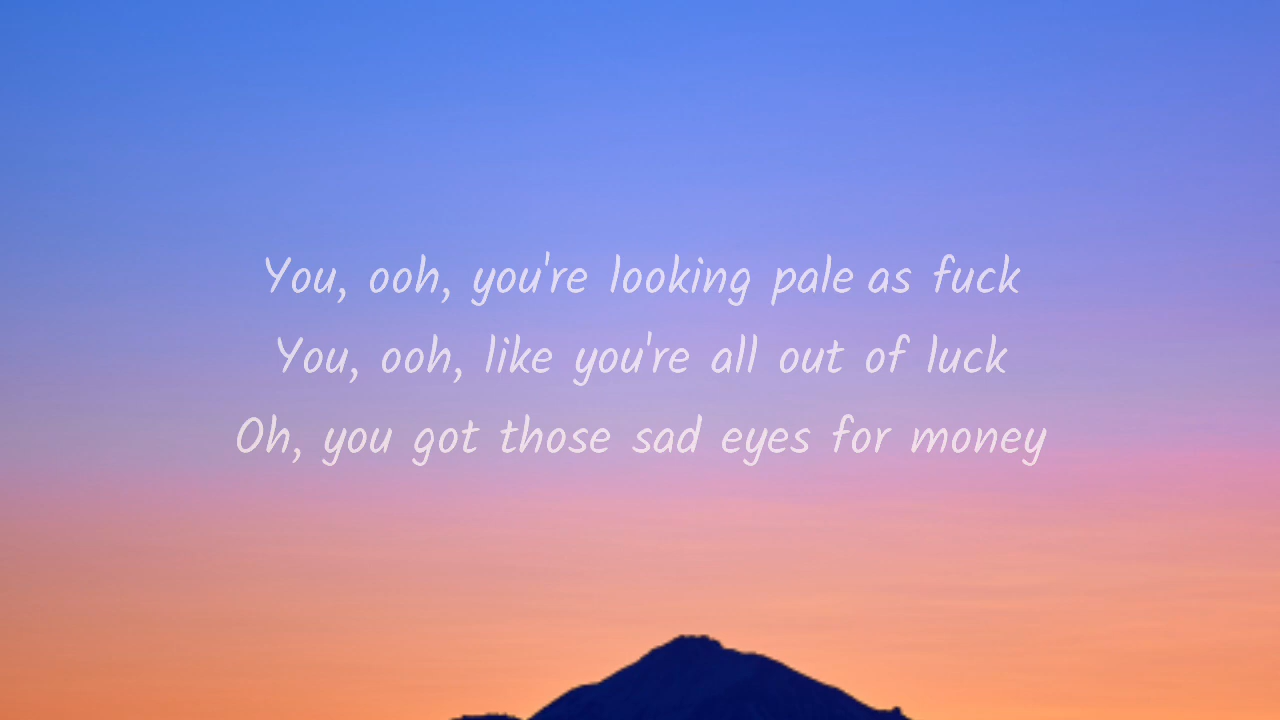 You, ooh, you're looking pale as fuck
You, ooh, like you're all out of luck
Oh, you got those sad eyes for money